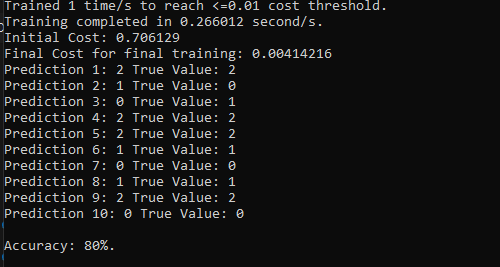 Trained 1 time/s to reach <=0.01 cost threshold.
Training completed in 0.266012 second/s.
Initial Cost: 0.706129
Final Cost for final training: 0.00414216
Prediction 1: 2 True Value: 2
Prediction 2: 1 True Value: 0
Prediction 3: 0 True Value: 1
Prediction 4: 2 True Value: 2
Prediction 5: 2 True Value: 2
Prediction 6: 1 True Value: 1
Prediction 7: 0 True Value: 0
Prediction 8: 1 True Value: 1
Prediction 9: 2 True Value: 2
Prediction 10: 0 True Value: 0
Accuracy: 80%.